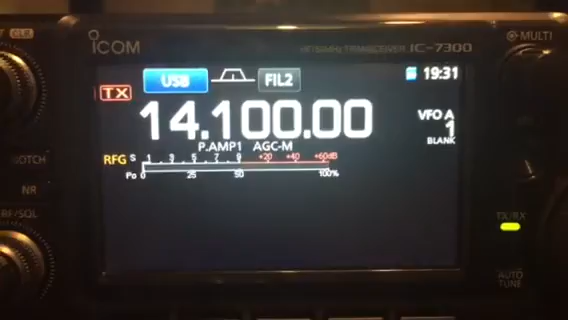 CLR
ICOM
HF/50MHz TRANSCEIVER IC-7300
MULTI
USB
FIL2
19:31
TX
14.100.00
VFO A
1
BLANK
P.AMP1 AGC-M
RFG
S 1 3 5 7 9 +20 +40 +60dB
Po 0 25 50 100%
NOTCH
NR
RF/SQL
TX/RX
AUTO
TUNE